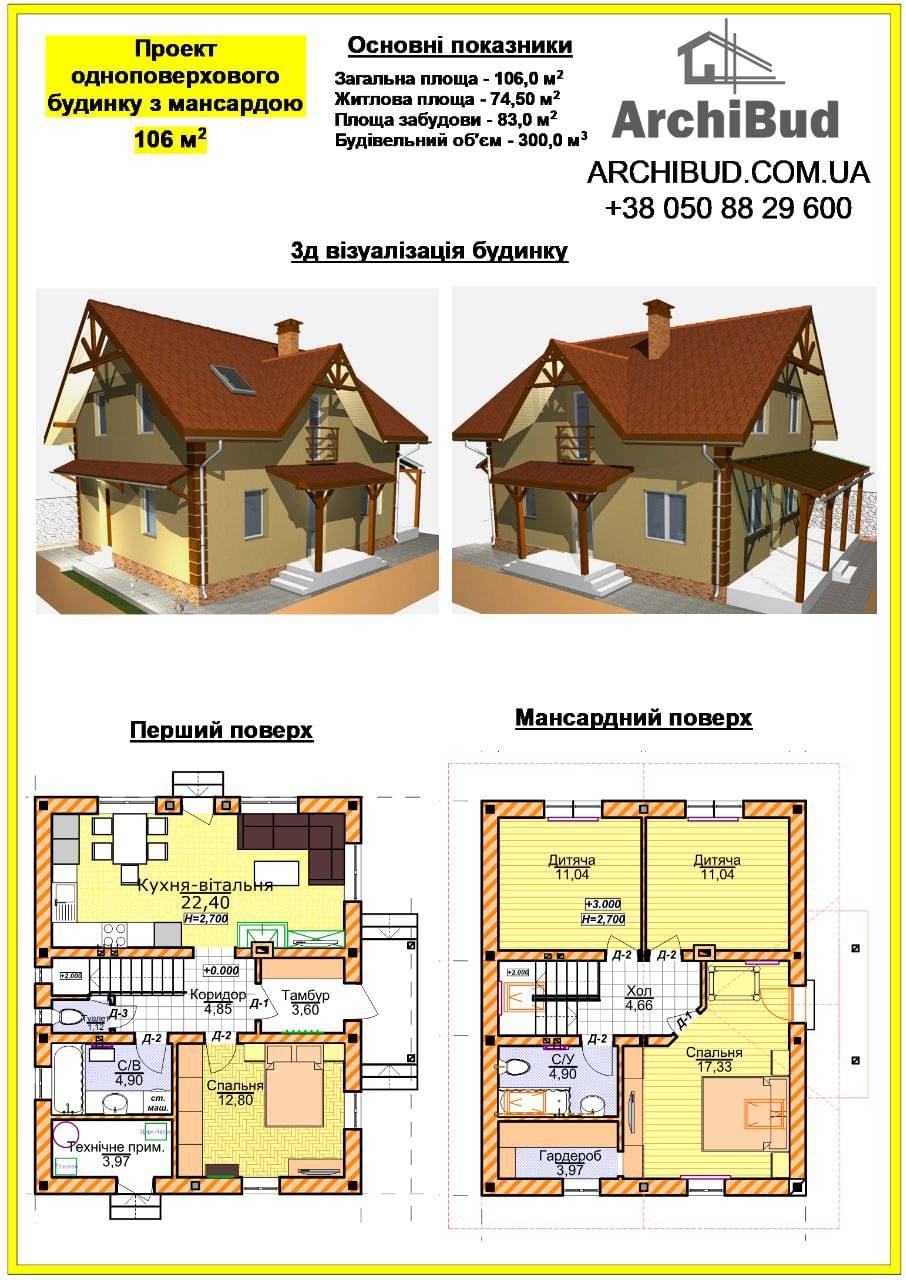 Проект
одноповерхового
будинку з мансардою
106 м²
Основні показники
Загальна площа - 106,0 м²
Житлова площа - 74,50 м²
Площа забудови - 83,0 м²
Будівельний об'єм - 300,0 м³
ArchiBud
ARCHIBUD.COM.UA
+38 050 88 29 600
3д візуалізація будинку
Перший поверх
Кухня-вітальня
22,40
H=2,700
+2.000
+0.000
Коридор
4,85
Д-1
Тамбур
3,60
Туалет
1,12
Д-3
Д-2
Д-2
С/В
4,90
ст.
маш.
Спальня
12,80
Технічне прим.
3,97
Мансардний поверх
Дитяча
11,04
Дитяча
11,04
+3.000
H=2,700
Д-2
Д-2
+2.000
Хол
4,66
Д-1
Д-2
С/У
4,90
Спальня
17,33
Гардероб
3,97